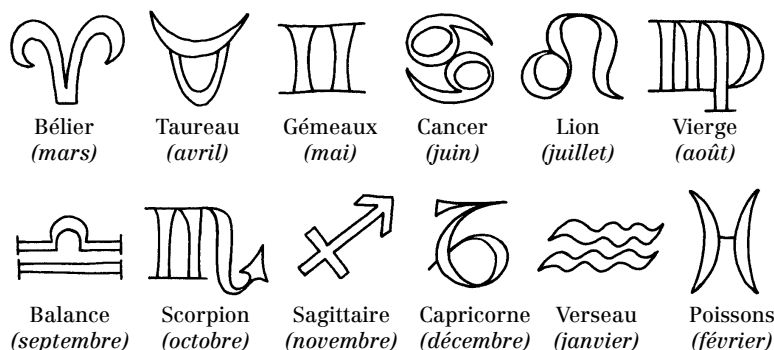 Bélier Taureau Gémeaux Cancer Lion Vierge
(mars) (avril) (mai) (juin) (juillet) (août)
Balance Scorpion Sagittaire Capricorne Verseau Poissons
(septembre) (octobre) (novembre) (décembre) (janvier) (février)